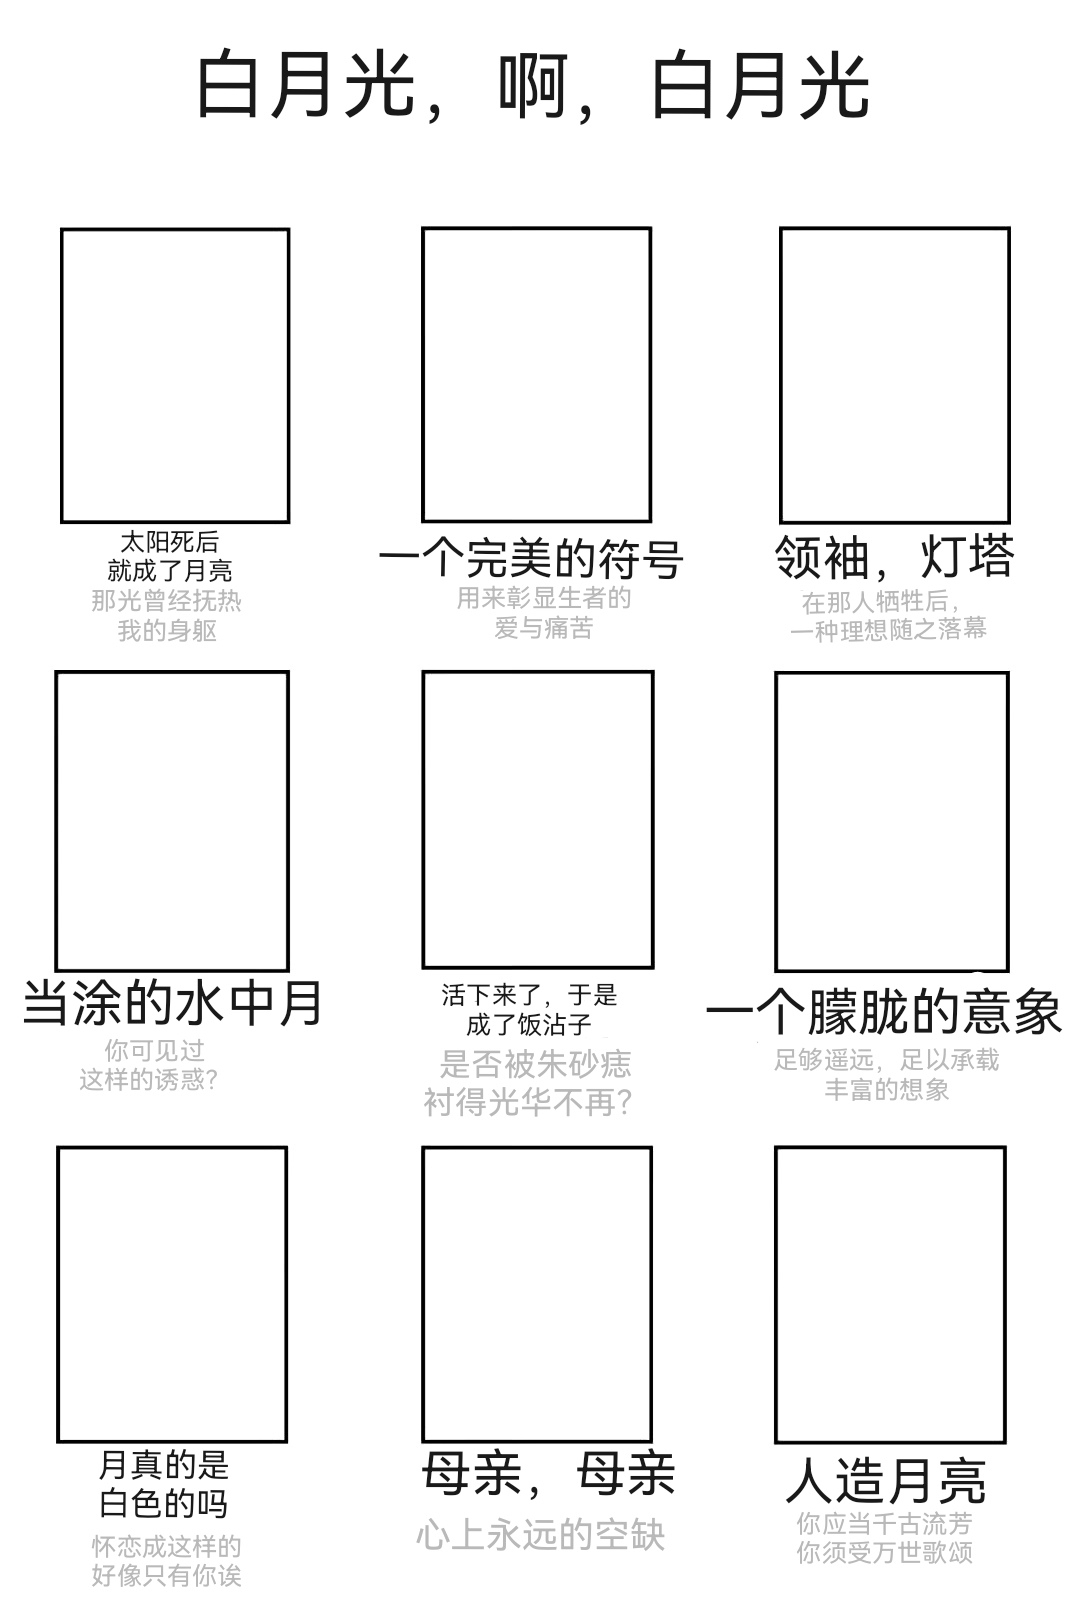 白月光，啊，白月光
太阳死后
就成了月亮
那光曾经抚热
我的身躯
一个完美的符号
用来彰显生者的
爱与痛苦
领袖，灯塔
在那人牺牲后，
一种理想随之落幕
当涂的水中月
你可见过
这样的诱惑？
活下来了，于是
成了饭沾子
是否被朱砂痣
衬得光华不再？
一个朦胧的意象
足够遥远，足以承载
丰富的想象
月真的是
白色的吗
怀恋成这样的
好像只有你诶
母亲，母亲
心上永远的空缺
人造月亮
你应当千古流芳
你须受万世歌颂